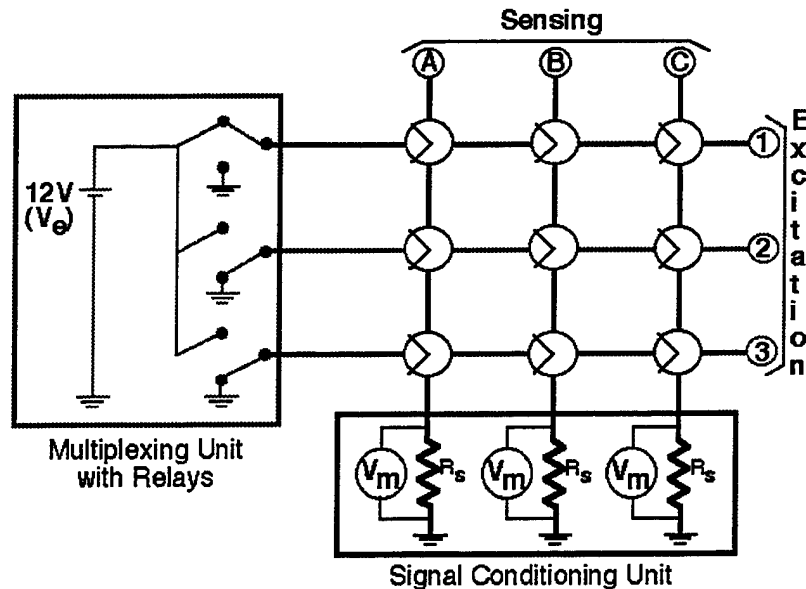 Sensing
A B C
1
Excitation
12V
(Ve)
2
3
Multiplexing Unit
with Relays
Vm Rs Vm Rs Vm Rs
Signal Conditioning Unit